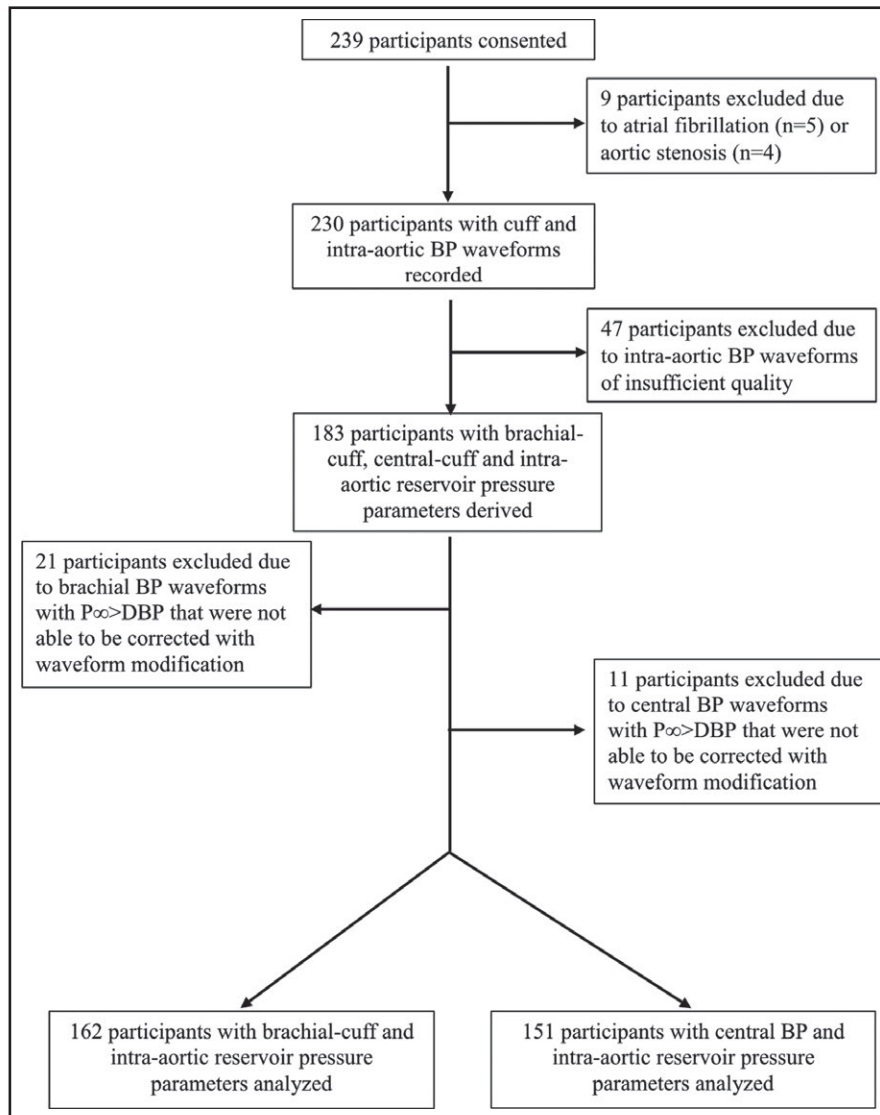 239 participants consented
9 participants excluded due
to atrial fibrillation (n=5) or
aortic stenosis (n=4)
230 participants with cuff and
intra-aortic BP waveforms
recorded
47 participants excluded due
to intra-aortic BP waveforms
of insufficient quality
183 participants with brachial-
cuff, central-cuff and intra-
aortic reservoir pressure
parameters derived
21 participants excluded due
to brachial BP waveforms
with P∞>DBP that were not
able to be corrected with
waveform modification
11 participants excluded due
to central BP waveforms
with P∞>DBP that were not
able to be corrected with
waveform modification
162 participants with brachial-cuff and
intra-aortic reservoir pressure
parameters analyzed
151 participants with central BP and
intra-aortic reservoir pressure
parameters analyzed